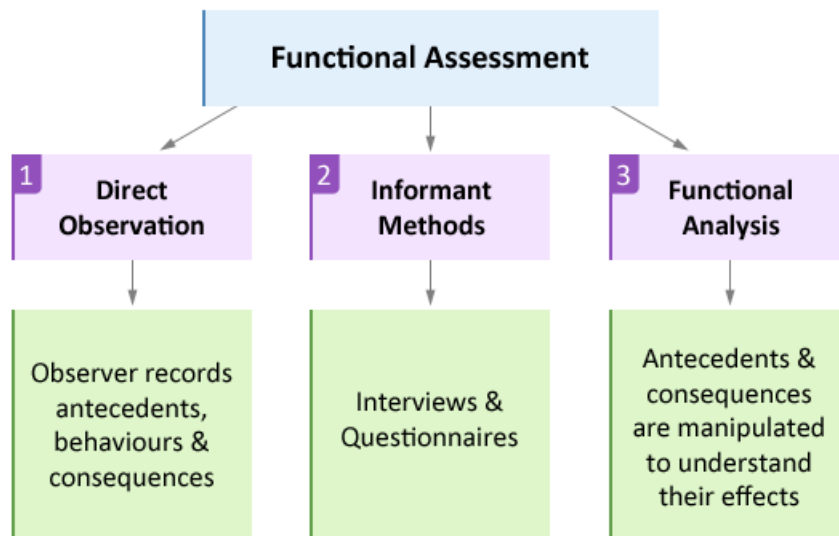 Functional Assessment
1
Direct
Observation
2
Informant
Methods
3
Functional
Analysis
Observer records
antecedents,
behaviours &
consequences
Interviews &
Questionnaires
Antecedents &
consequences
are manipulated
to understand
their effects